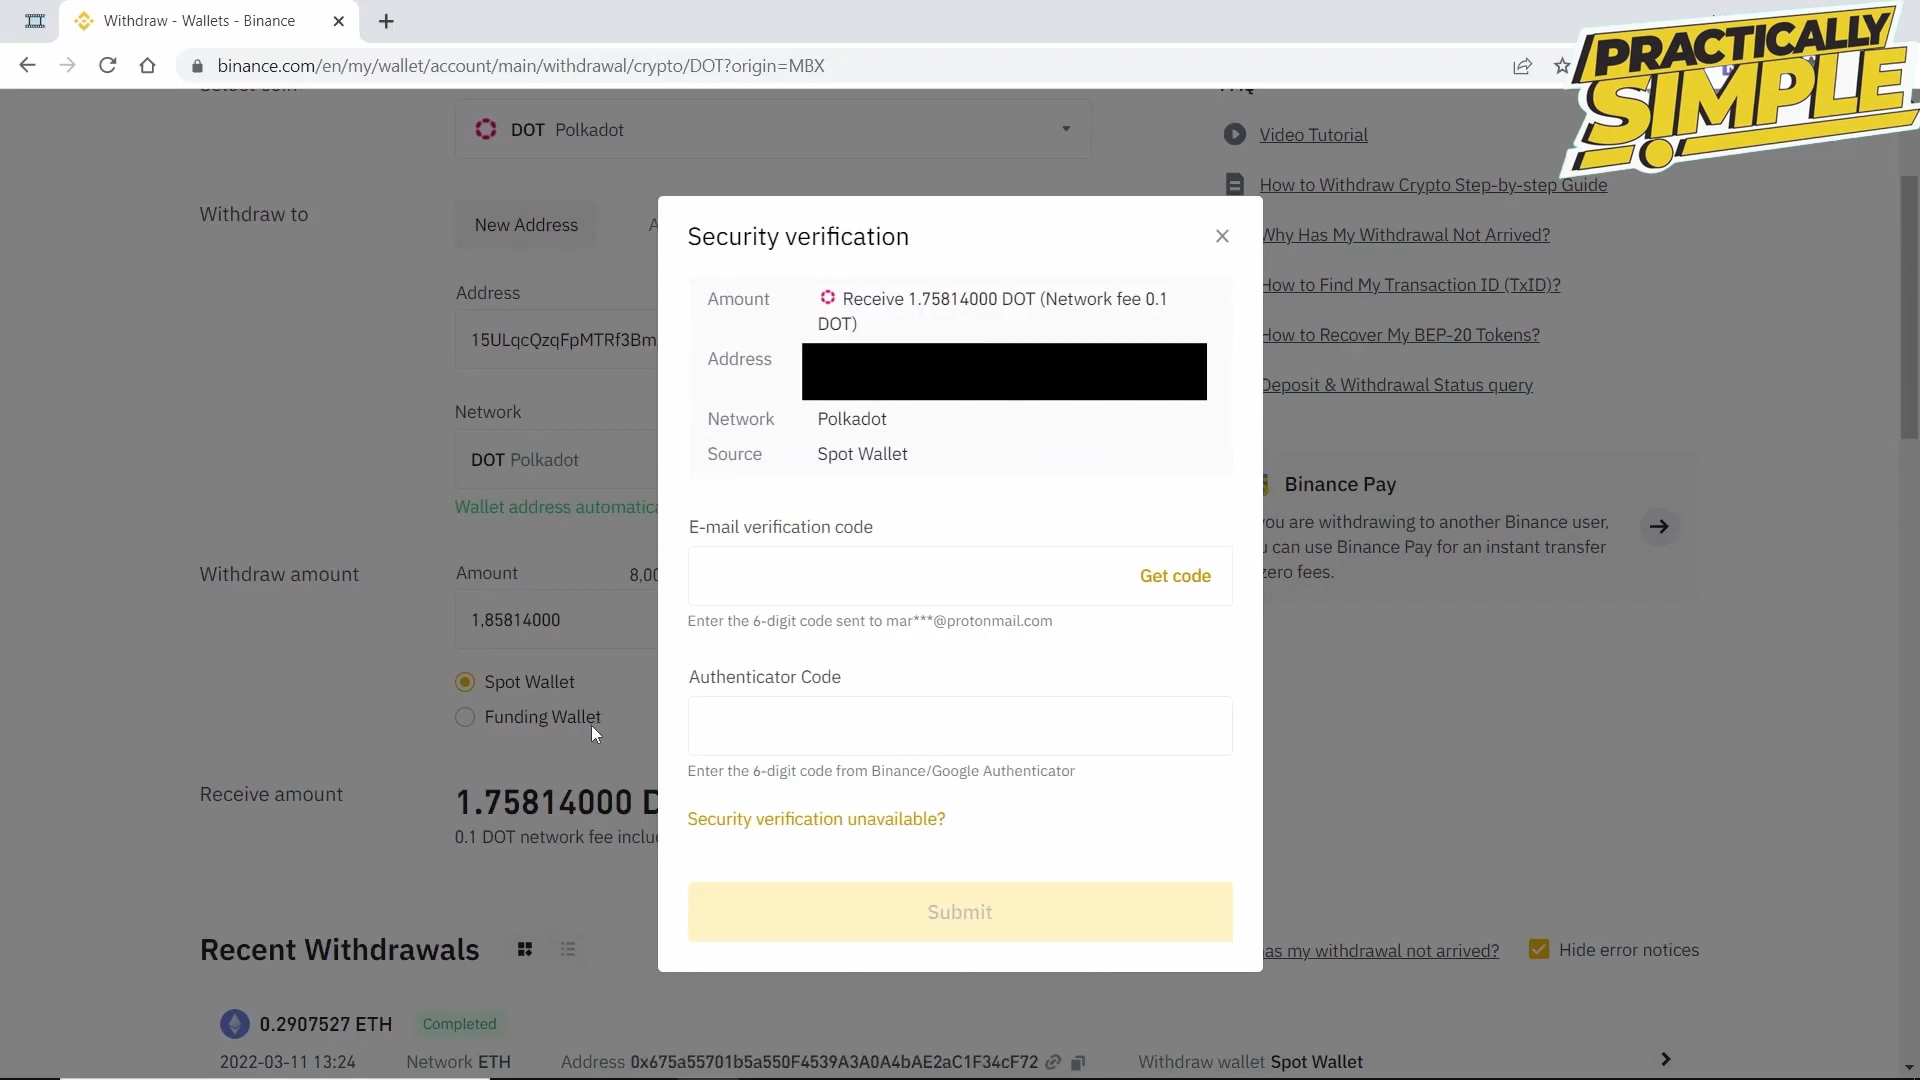 Withdraw - Wallets - Binance
binance.com/en/my/wallet/account/main/withdrawal/crypto/DOT?origin=MBX
PRACTICALLY
SIMPLE
DOT Polkadot
Video Tutorial
How to Withdraw Crypto Step-by-step Guide
Withdraw to
New Address
Why Has My Withdrawal Not Arrived?
Security verification
Address
How to Find My Transaction ID (TxID)?
15ULqcQzqFpMTRf3Bm
Amount
Receive 1.75814000 DOT (Network fee 0.1
DOT)
How to Recover My BEP-20 Tokens?
Address
Deposit & Withdrawal Status query
Network
Network Polkadot
DOT Polkadot
Source Spot Wallet
Wallet address automatica
Binance Pay
you are withdrawing to another Binance user,
can use Binance Pay for an instant transfer
zero fees.
E-mail verification code
Get code
Enter the 6-digit code sent to mar***@protonmail.com
Withdraw amount
Amount
8,00
1,85814000
Spot Wallet
Funding Wallet
Authenticator Code
Enter the 6-digit code from Binance/Google Authenticator
Security verification unavailable?
Receive amount
1.75814000 D
0.1 DOT network fee inclu
Submit
Recent Withdrawals
has my withdrawal not arrived?
Hide error notices
0.2907527 ETH Completed
2022-03-11 13:24 Network ETH Address 0x675a55701b5a550F4539A3A0A4bAE2aC1F34cF72 Withdraw wallet Spot Wallet